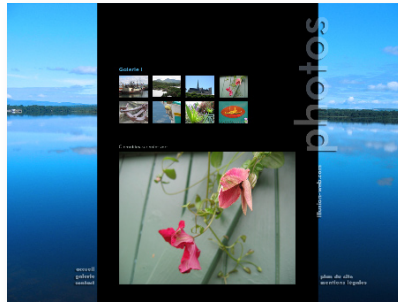 Galerie I
photos
accueil
galerie
contact
plan du site
mentions légales